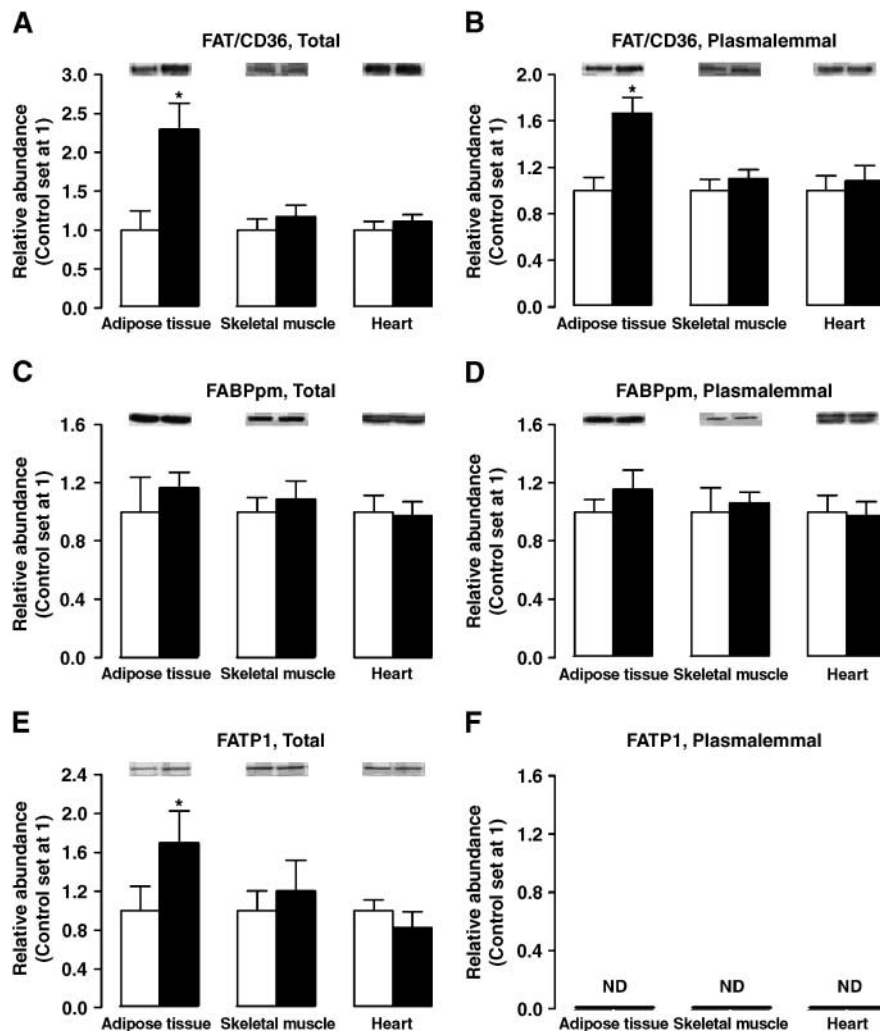 A
FAT/CD36, Total
Relative abundance
(Control set at 1)
3.0
2.5
2.0
1.5
1.0
0.5
0.0
*
Adipose tissue Skeletal muscle Heart
B
FAT/CD36, Plasmalemmal
Relative abundance
(Control set at 1)
2.0
1.6
1.2
0.8
0.4
0.0
*
Adipose tissue Skeletal muscle Heart
C
FABPpm, Total
Relative abundance
(Control set at 1)
1.6
1.2
0.8
0.4
0.0
Adipose tissue Skeletal muscle Heart
D
FABPpm, Plasmalemmal
Relative abundance
(Control set at 1)
1.6
1.2
0.8
0.4
0.0
Adipose tissue Skeletal muscle Heart
E
FATP1, Total
Relative abundance
(Control set at 1)
2.4
2.0
1.6
1.2
0.8
0.4
0.0
*
Adipose tissue Skeletal muscle Heart
F
FATP1, Plasmalemmal
Relative abundance
(Control set at 1)
1.6
1.2
0.8
0.4
0.0
ND ND ND
Adipose tissue Skeletal muscle Heart